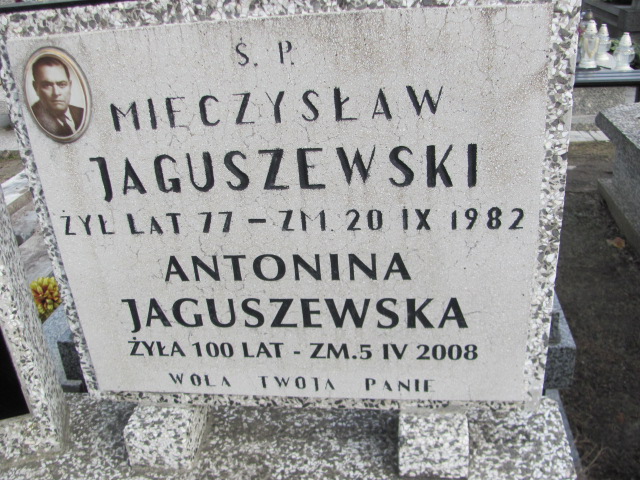 Ś. P.
MIECZYSŁAW
JAGUSZEWSKI
ŻYŁ LAT 77 – ZM. 20 IX 1982
ANTONINA
JAGUSZEWSKA
ŻYŁA 100 LAT - ZM.5 IV 2008
WOLA TWOJA PANIE